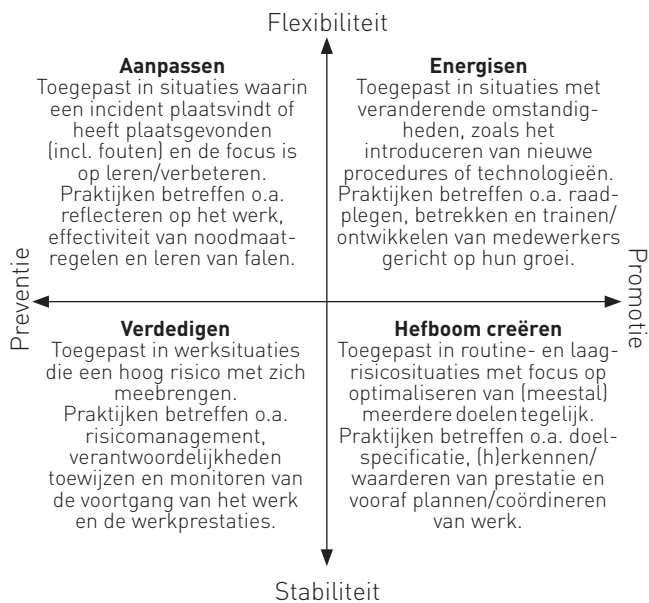 Flexibiliteit
Aanpassen
Toegepast in situaties waarin
een incident plaatsvindt of
heeft plaatsgevonden
(incl. fouten) en de focus is
op leren/verbeteren.
Praktijken betreffen o.a.
reflecteren op het werk,
effectiviteit van noodmaat-
regelen en leren van falen.
Energisen
Toegepast in situaties met
veranderende omstandig-
heden, zoals het
introduceren van nieuwe
procedures of technologieën.
Praktijken betreffen o.a. raad-
plegen, betrekken en trainen/
ontwikkelen van medewerkers
gericht op hun groei.
Preventie
Promotie
Verdedigen
Toegepast in werksituaties
die een hoog risico met zich
meebrengen.
Praktijken betreffen o.a.
risicomanagement,
verantwoordelijkheden
toewijzen en monitoren van
de voortgang van het werk
en de werkprestaties.
Hefboom creëren
Toegepast in routine- en laag-
risicosituaties met focus op
optimaliseren van (meestal)
meerdere doelen tegelijk.
Praktijken betreffen o.a. doel-
specificatie, (h)erkennen/
waarderen van prestatie en
vooraf plannen/coördineren
van werk.
Stabiliteit